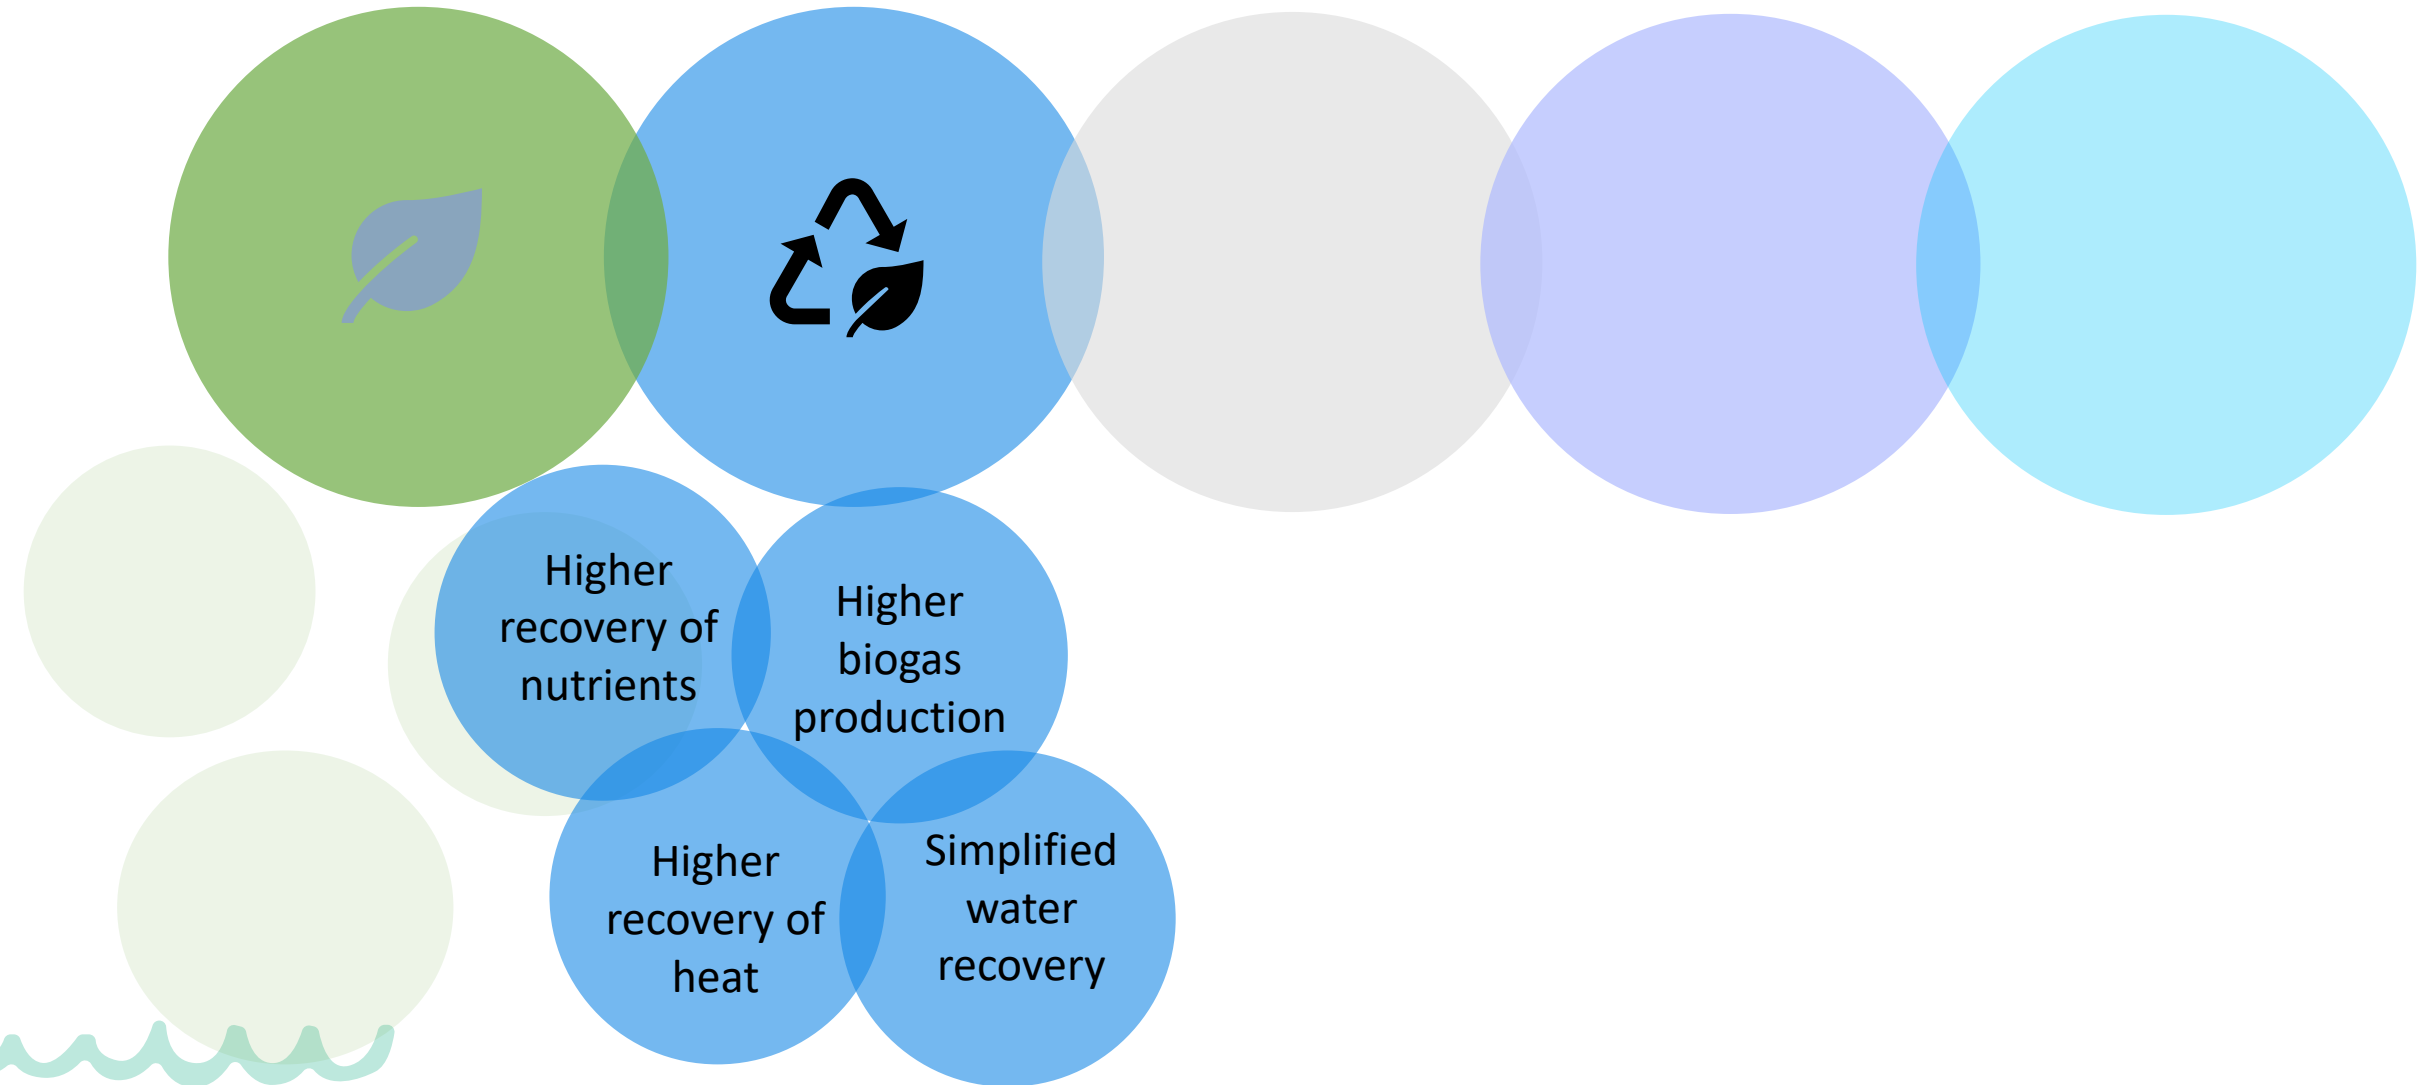 Higher
recovery of
nutrients
Higher
biogas
production
Higher
recovery of
heat
Simplified
water
recovery